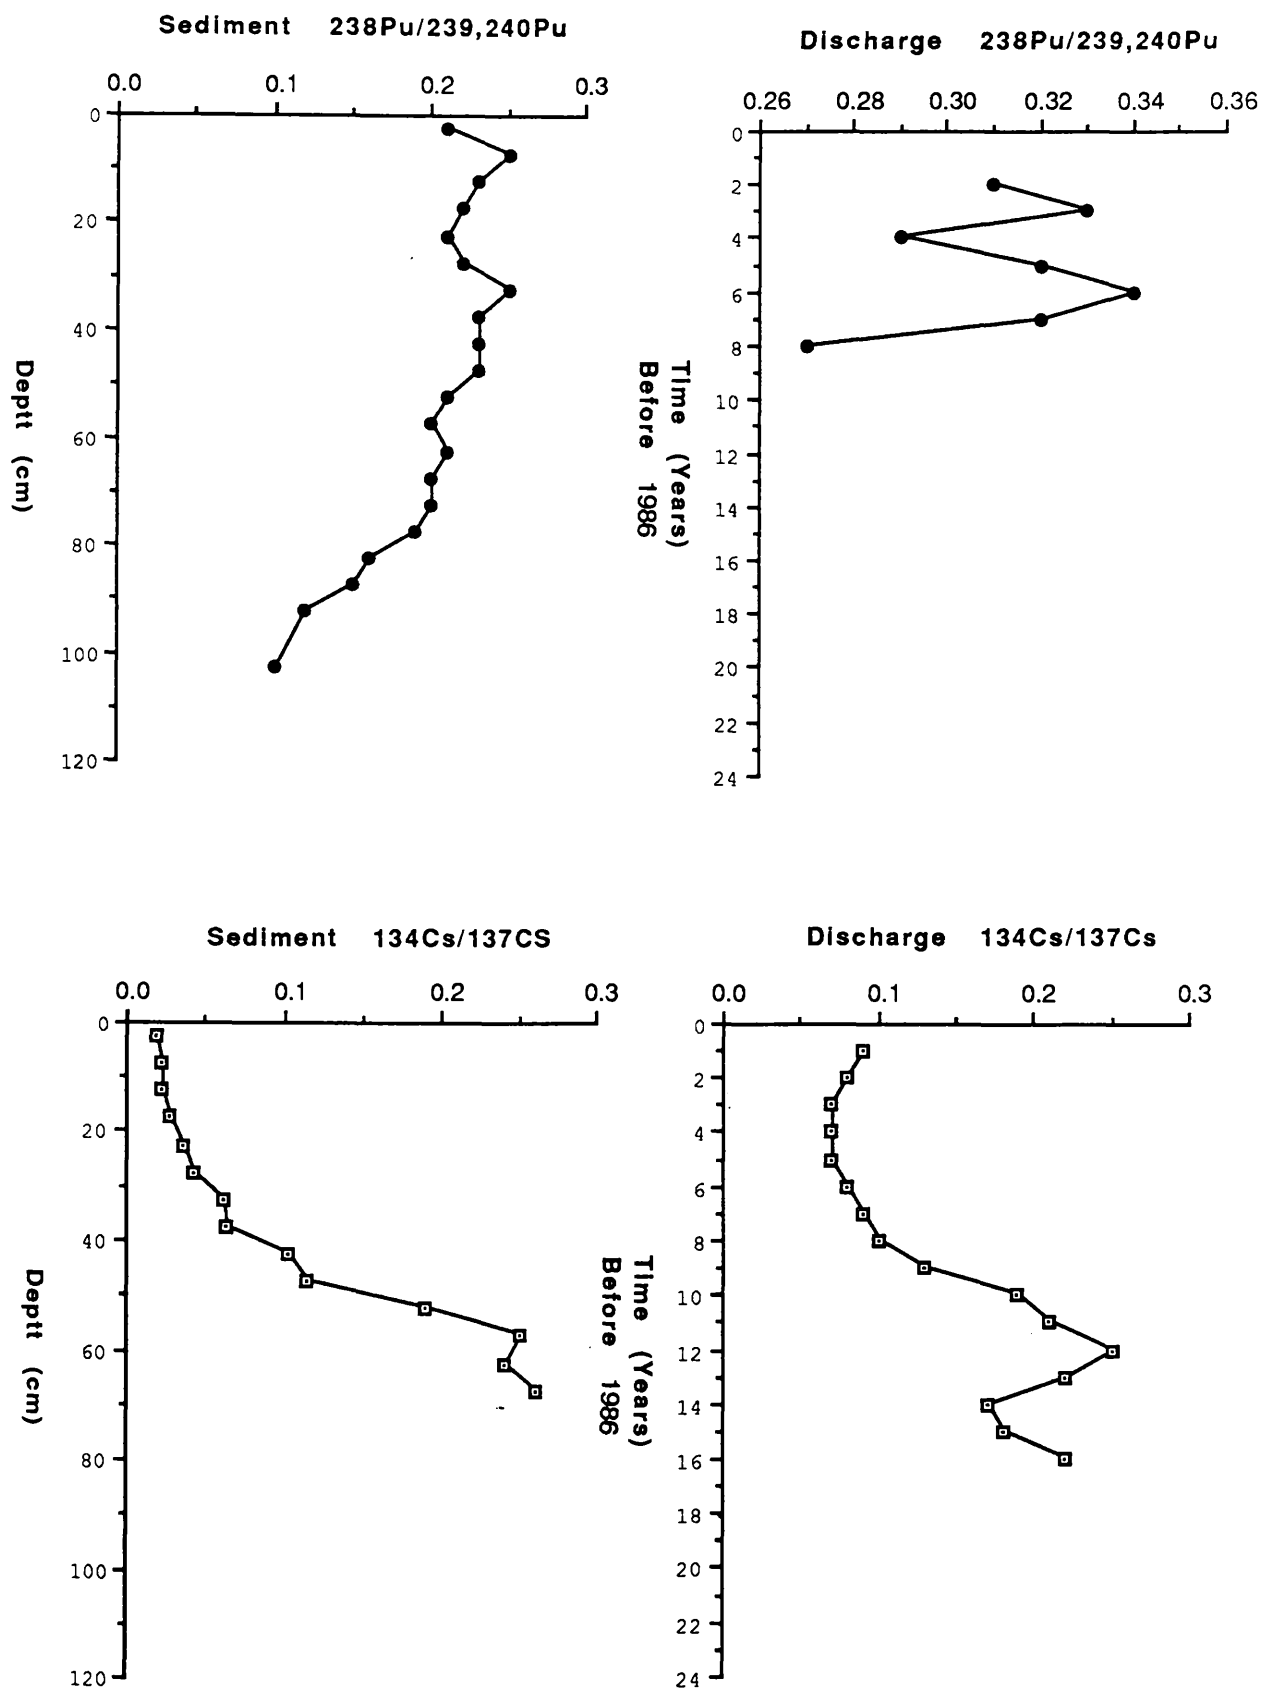 Sediment 238Pu/239,240Pu
0.0 0.1 0.2 0.3
0
20
40
60
80
100
120
Deptt (cm)
Discharge 238Pu/239,240Pu
0.26 0.28 0.30 0.32 0.34 0.36
0
2
4
6
8
10
12
14
16
18
20
22
24
Time (Years)
Before 1986
Sediment 134Cs/137CS
0.0 0.1 0.2 0.3
0
20
40
60
80
100
120
Deptt (cm)
Discharge 134Cs/137Cs
0.0 0.1 0.2 0.3
0
2
4
6
8
10
12
14
16
18
20
22
24
Time (Years)
Before 1986